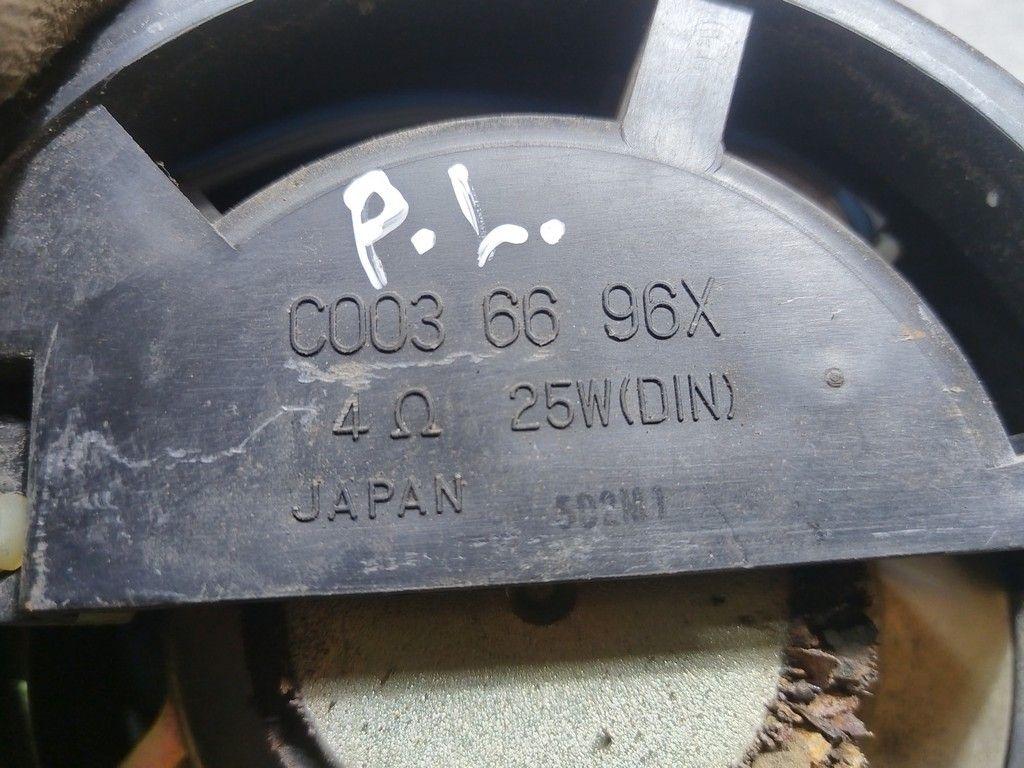 P.L.
C003 66 96X
4 Ω 25W(DIN)
JAPAN